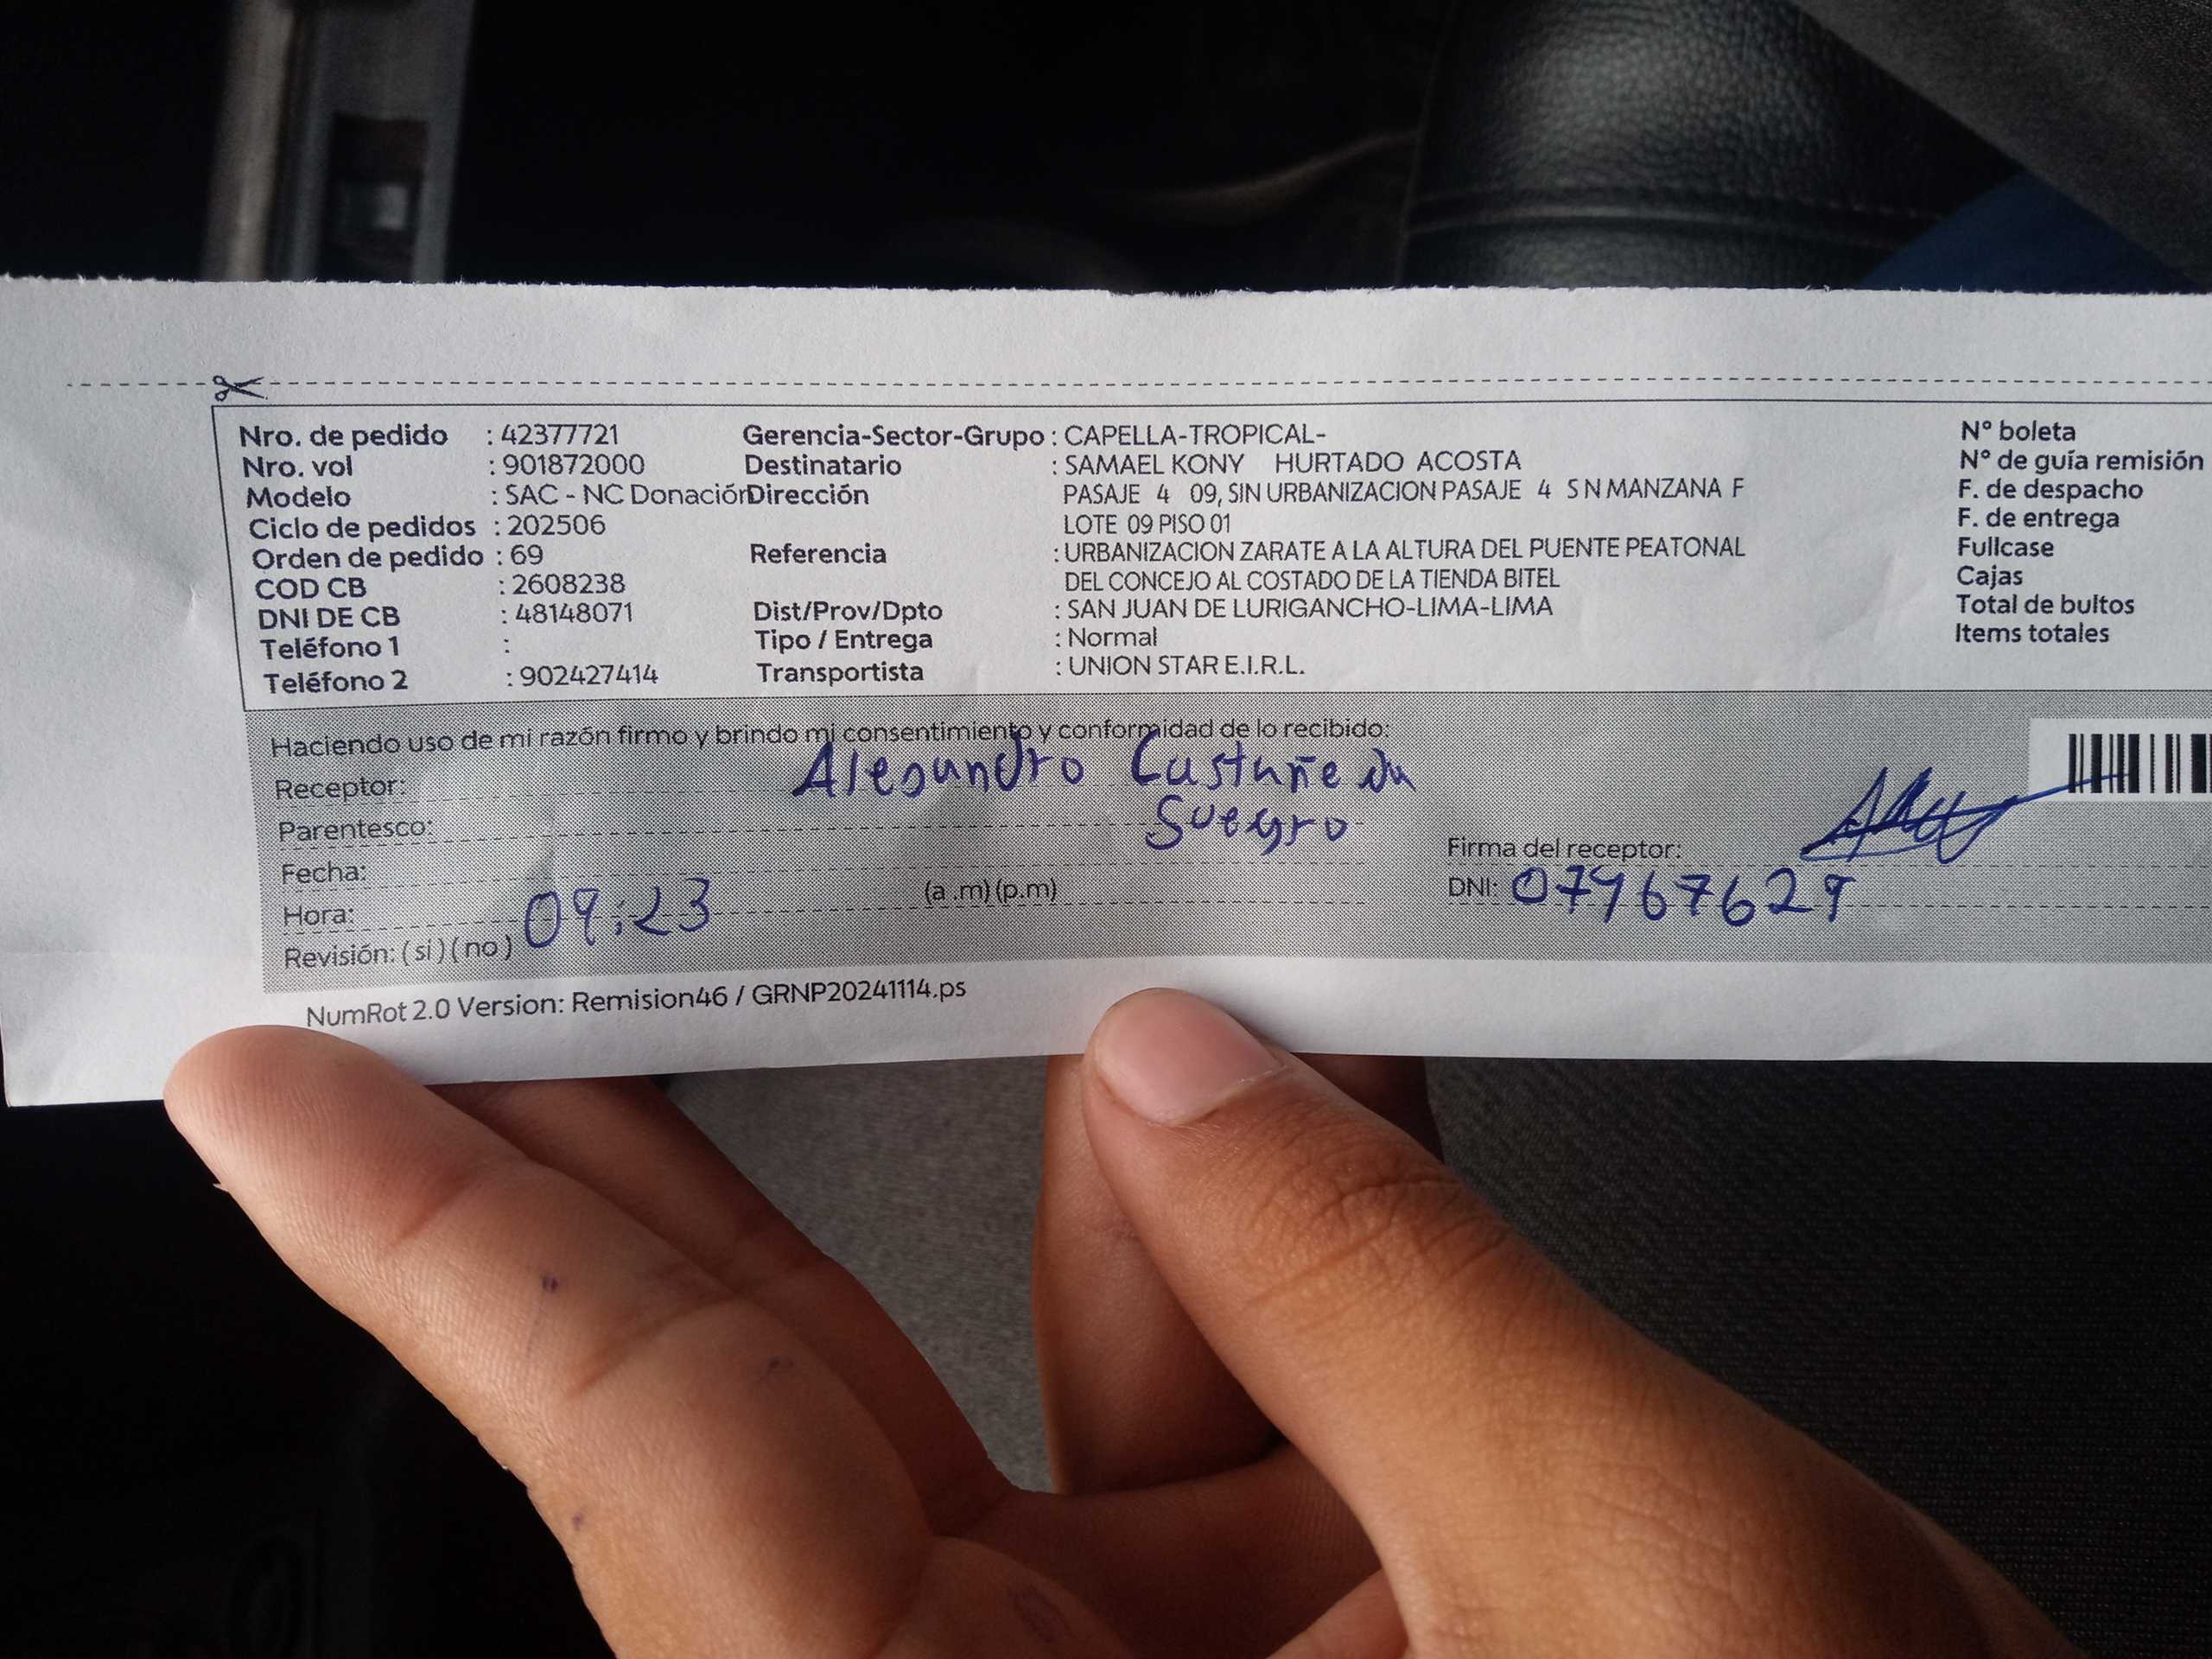 Nro. de pedido : 42377721 Gerencia-Sector-Grupo : CAPELLA-TROPICAL- N° boleta
Nro. vol : 901872000 Destinatario : SAMAEL KONY HURTADO ACOSTA N° de guía remisión
Modelo : SAC - NC Donación Dirección PASAJE 4 09, SIN URBANIZACION PASAJE 4 S N MANZANA F F. de despacho
Ciclo de pedidos : 202506 LOTE 09 PISO 01 F. de entrega
Orden de pedido : 69 Referencia : URBANIZACION ZARATE A LA ALTURA DEL PUENTE PEATONAL Fullcase
COD CB : 2608238 DEL CONCEJO AL COSTADO DE LA TIENDA BITEL Cajas
DNI DE CB : 48148071 Dist/Prov/Dpto : SAN JUAN DE LURIGANCHO-LIMA-LIMA Total de bultos
Teléfono 1 : Tipo / Entrega : Normal Items totales
Teléfono 2 : 902427414 Transportista : UNION STAR E.I.R.L.
Haciendo uso de mi razón firmo y brindo mi consentimiento y conformidad de lo recibido:
Receptor: Alesandro Castañeda
Parentesco: Suegro
Fecha: Firma del receptor:
Hora: 09:23 (a .m) (p.m) DNI:
Revisión: ( si ) ( no )
NumRot 2.0 Version: Remision46 / GRNP20241114.ps